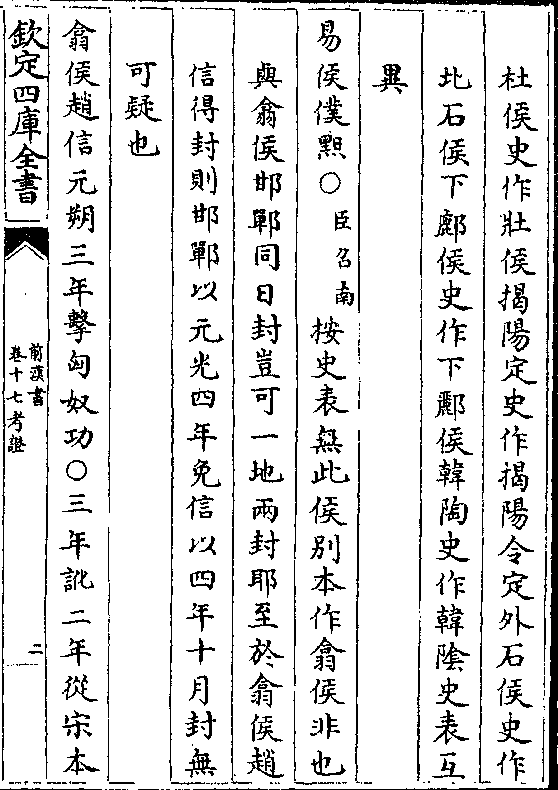 杜侯史作壯侯揭陽定史作揭陽令定外石侯史作
北石侯下鄜侯史作下酈侯韓陶史作韓陰史表互
異
易侯僕䵣○臣召南按史表無此侯別本作翕侯非也
與翕侯邯鄲同日封豈可一地兩封耶至於翕侯趙
信得封則邯鄲以元光四年免信以四年十月封無
可疑也
翕侯趙信元朔三年擊匈奴功○三年訛二年從宋本
欽定四庫全書
前漢書
卷十七考證
二